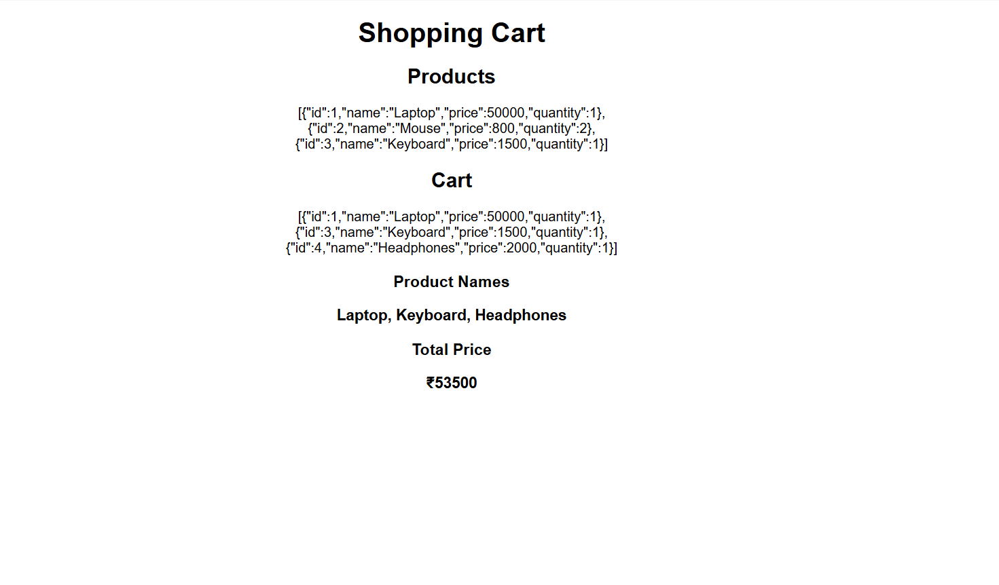 Shopping Cart
Products
[{"id":1,"name":"Laptop","price":50000,"quantity":1},
{"id":2,"name":"Mouse","price":800,"quantity":2},
{"id":3,"name":"Keyboard","price":1500,"quantity":1}]
Cart
[{"id":1,"name":"Laptop","price":50000,"quantity":1},
{"id":3,"name":"Keyboard","price":1500,"quantity":1},
{"id":4,"name":"Headphones","price":2000,"quantity":1}]
Product Names
Laptop, Keyboard, Headphones
Total Price
₹53500